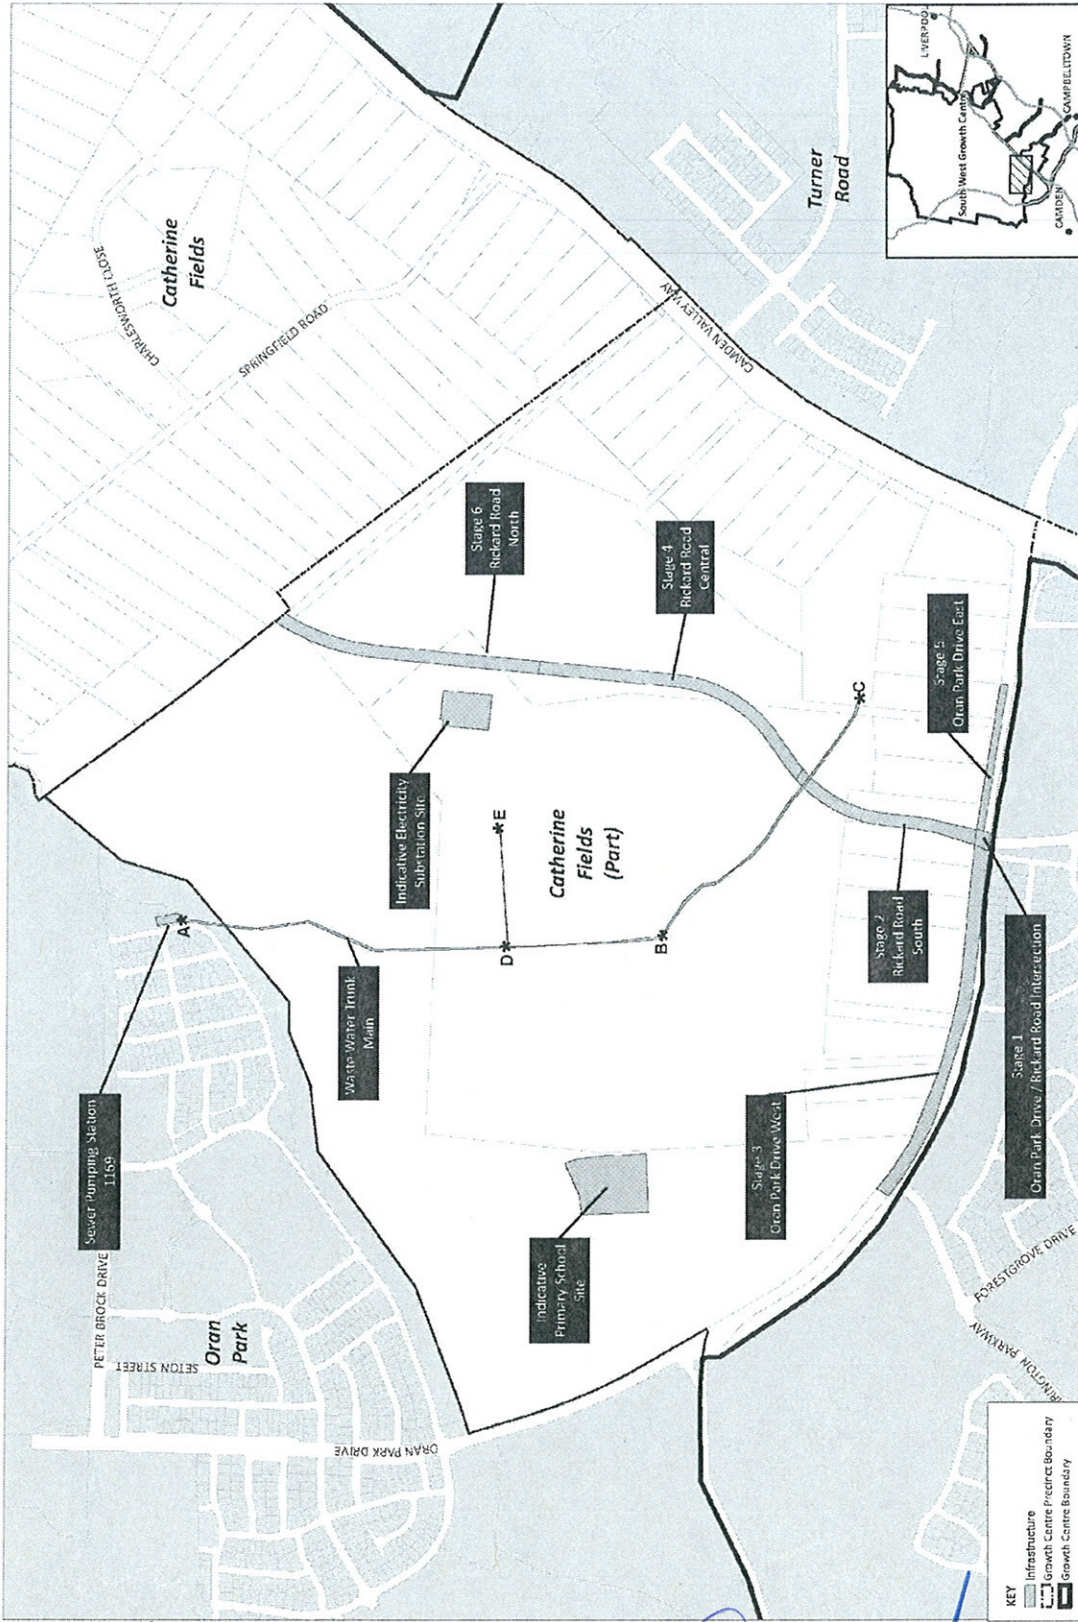 Sewer Pumping Station
1169
PETER BROCK DRIVE
SETON STREET
Oran
Park
ORAN PARK DRIVE
A
Waste Water Trunk
Main
Indicative Electricity
Substation Site
D
E
B
C
Catherine
Fields
(Part)
Indicative
Primary School
Site
Stage 6
Rickard Road
North
Stage 4
Rickard Road
Central
Stage 2
Rickard Road
South
Stage 5
Oran Park Drive East
Stage 3
Oran Park Drive West
Stage 1
Oran Park Drive / Rickard Road Intersection
CHARLESWORTH CLOSE
Catherine
Fields
SPRINGFIELD ROAD
CAMDEN VALLEY WAY
Turner
Road
FORESTGROVE DRIVE
PARKWAY
KEY
Infrastructure
Growth Centre Precinct Boundary
Growth Centre Boundary
LIVERPOOL
South West Growth Centre
CAMDEN
CAMPBELLTOWN